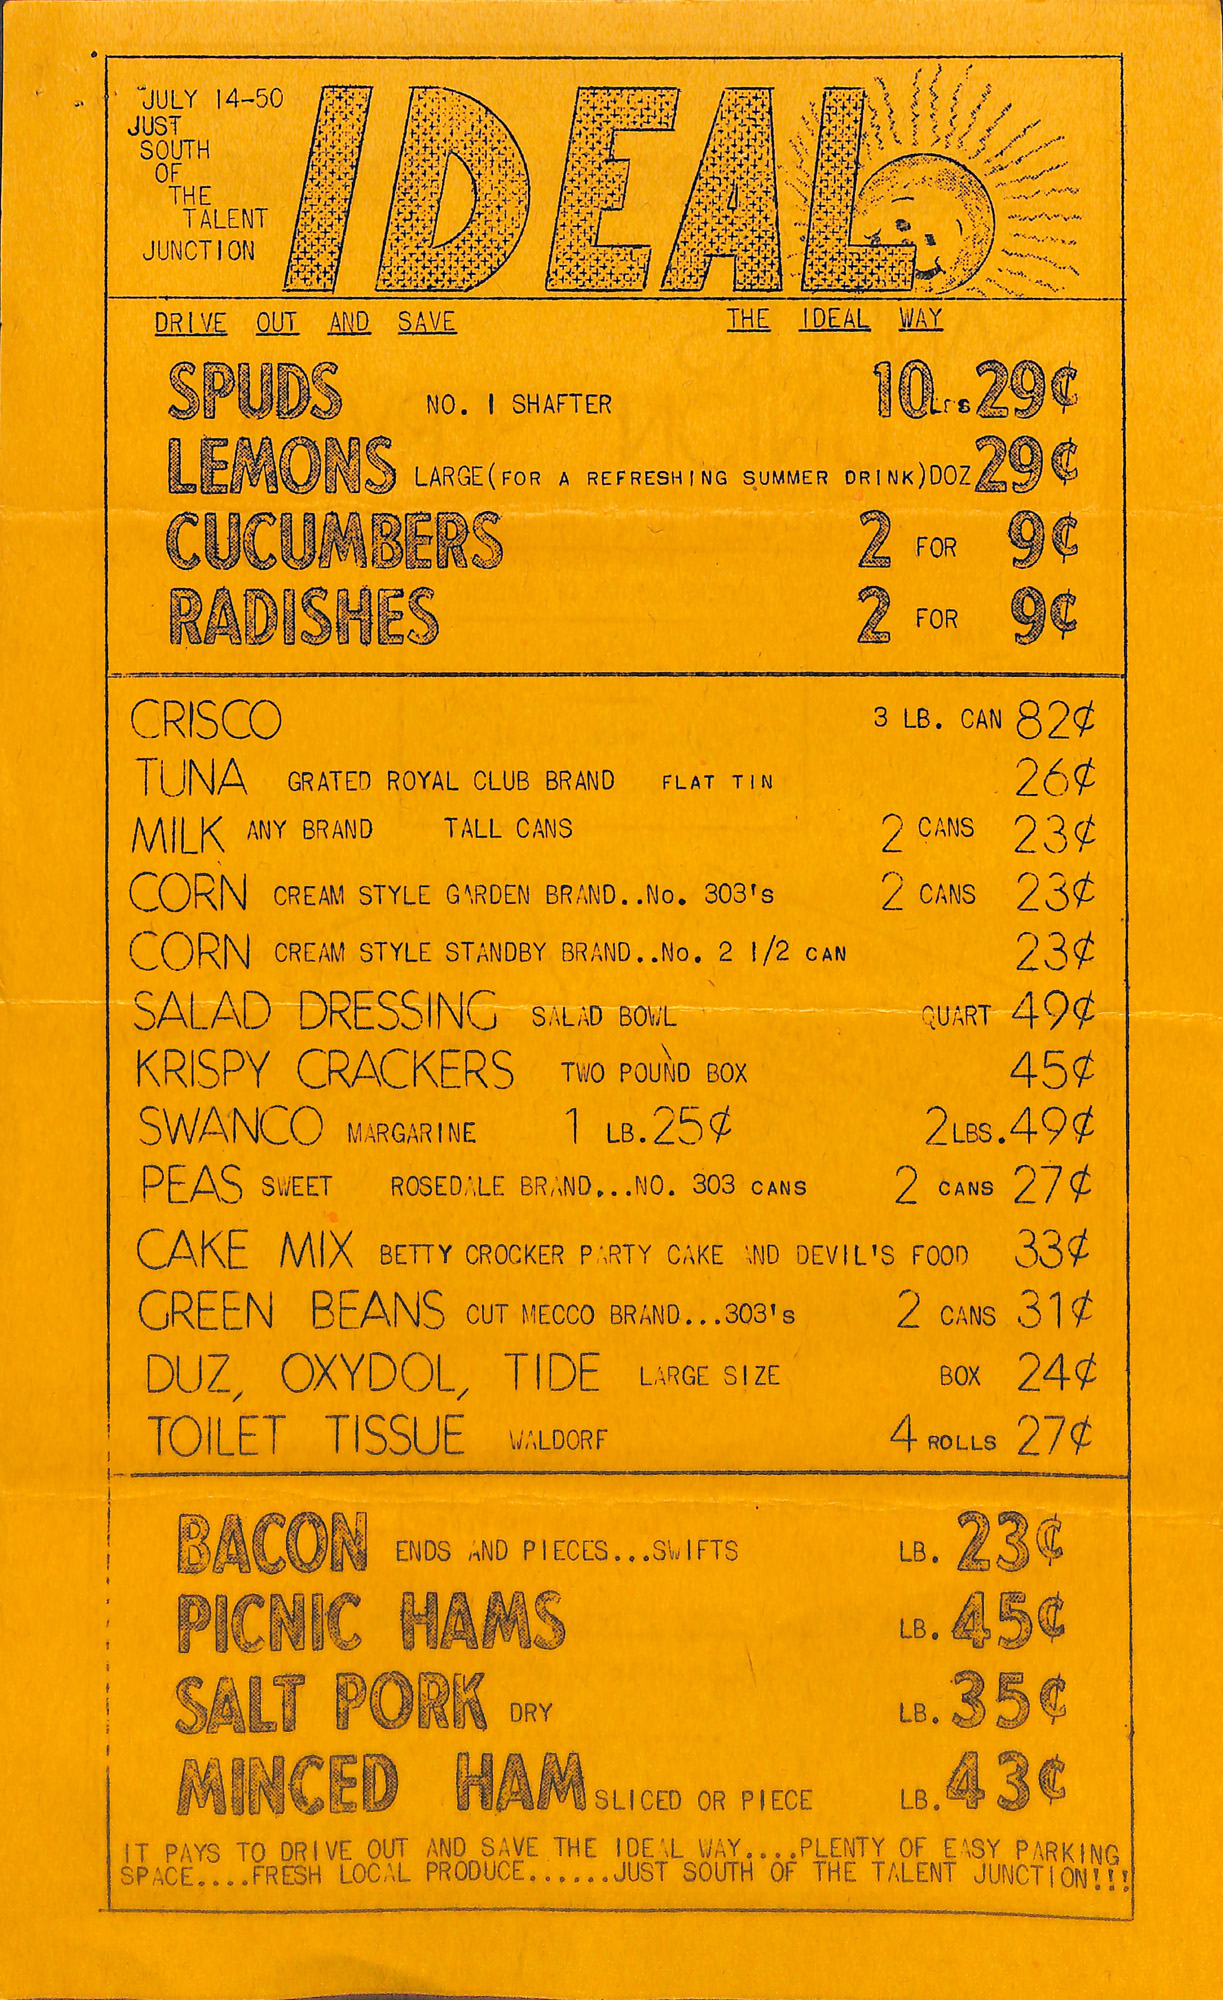 JULY 14-50
JUST
SOUTH
OF
THE
TALENT
JUNCTION
IDEAL
DRIVE OUT AND SAVE THE IDEAL WAY
SPUDS NO. 1 SHAFTER 10 LBS 29¢
LEMONS LARGE(FOR A REFRESHING SUMMER DRINK)DOZ 29¢
CUCUMBERS 2 FOR 9¢
RADISHES 2 FOR 9¢
CRISCO 3 LB. CAN 82¢
TUNA GRATED ROYAL CLUB BRAND FLAT TIN 26¢
MILK ANY BRAND TALL CANS 2 CANS 23¢
CORN CREAM STYLE GARDEN BRAND..No. 303's 2 CANS 23¢
CORN CREAM STYLE STANDBY BRAND..No. 2 1/2 CAN 23¢
SALAD DRESSING SALAD BOWL QUART 49¢
KRISPY CRACKERS TWO POUND BOX 45¢
SWANCO MARGARINE 1 LB. 25¢ 2 LBS. 49¢
PEAS SWEET ROSEDALE BRAND...NO. 303 CANS 2 CANS 27¢
CAKE MIX BETTY CROCKER PARTY CAKE AND DEVIL'S FOOD 33¢
GREEN BEANS CUT MECCO BRAND...303's 2 CANS 31¢
DUZ, OXYDOL, TIDE LARGE SIZE BOX 24¢
TOILET TISSUE WALDORF 4 ROLLS 27¢
BACON ENDS AND PIECES...SWIFTS LB. 23¢
PICNIC HAMS LB. 45¢
SALT PORK DRY LB. 35¢
MINCED HAM SLICED OR PIECE LB. 43¢
IT PAYS TO DRIVE OUT AND SAVE THE IDEAL WAY....PLENTY OF EASY PARKING
SPACE....FRESH LOCAL PRODUCE......JUST SOUTH OF THE TALENT JUNCTION!!!